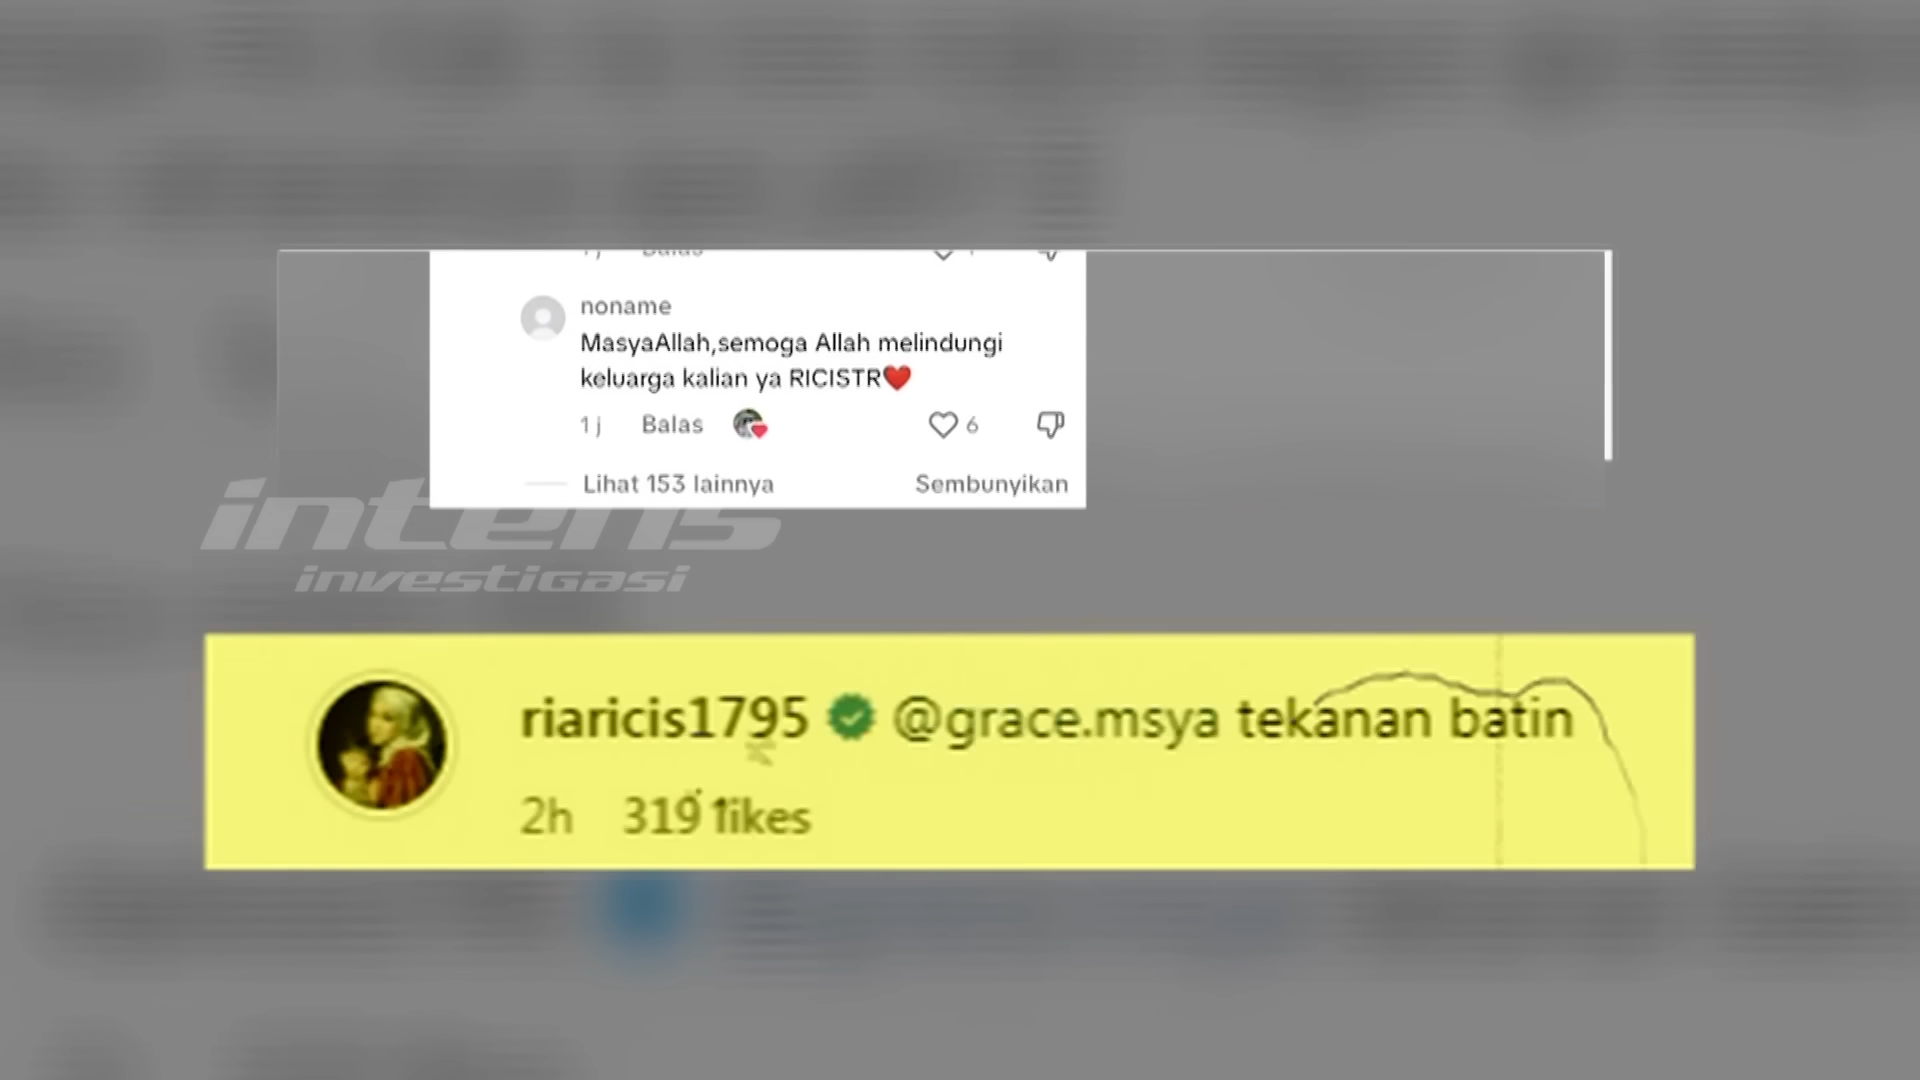 Balas
noname
MasyaAllah,semoga Allah melindungi
keluarga kalian ya RICISTR❤️
1 j Balas 6
Lihat 153 lainnya Sembunyikan
intens
investigasi
riaricis1795 @grace.msya tekanan batin
2h 319 likes